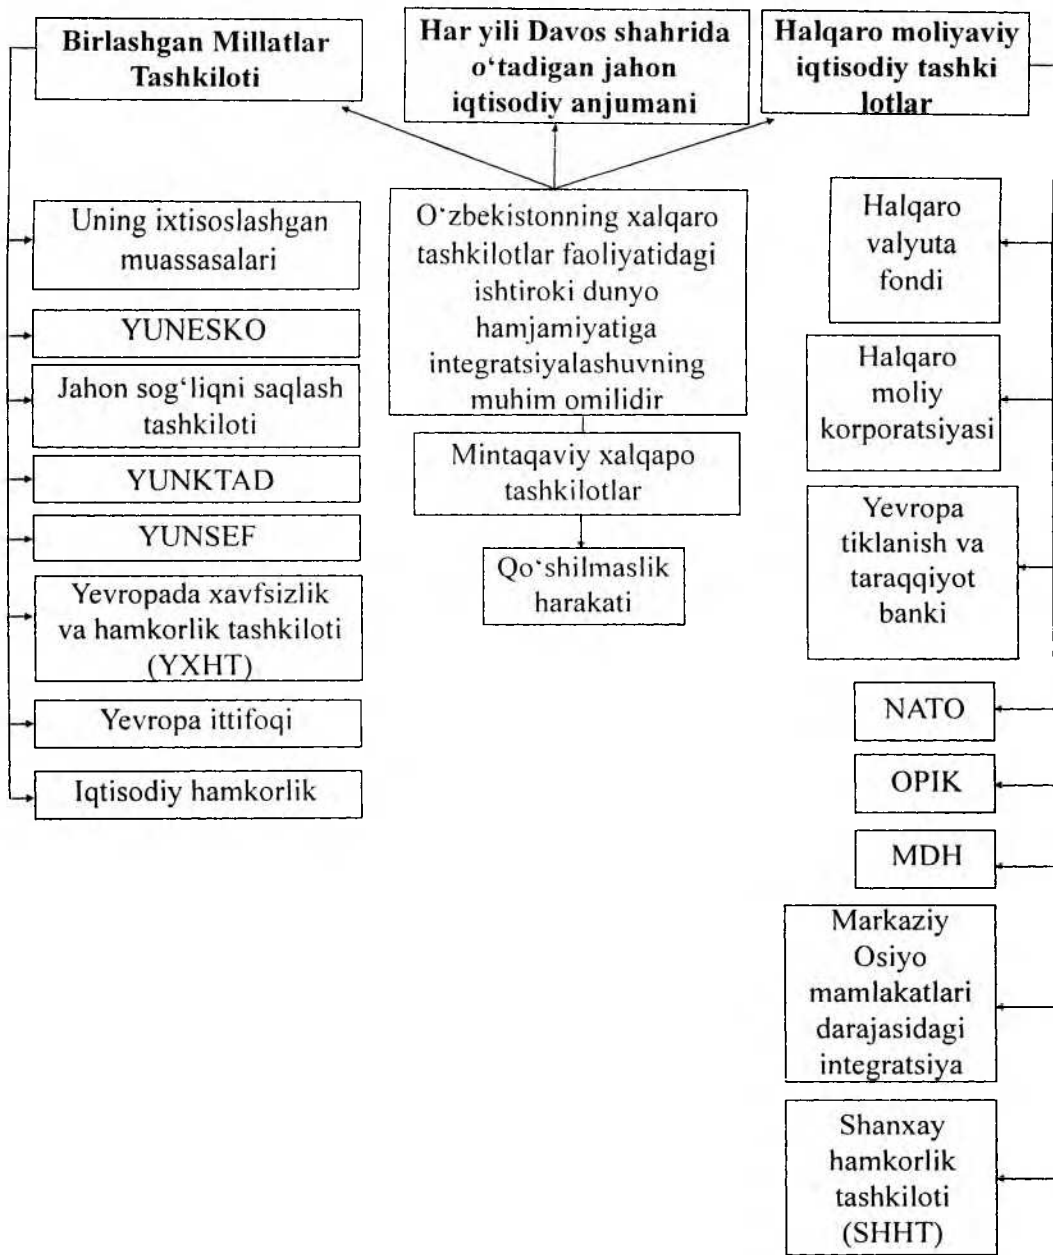 Birlashgan Millatlar
Tashkiloti
Har yili Davos shahrida
o‘tadigan jahon
iqtisodiy anjumani
Halqaro moliyaviy
iqtisodiy tashki
lotlar
Uning ixtisoslashgan
muassasalari
YUNESKO
Jahon sog‘liqni saqlash
tashkiloti
YUNKTAD
YUNSEF
Yevropada xavfsizlik
va hamkorlik tashkiloti
(YXHT)
Yevropa ittifoqi
Iqtisodiy hamkorlik
O‘zbekistonning xalqaro
tashkilotlar faoliyatidagi
ishtiroki dunyo
hamjamiyatiga
integratsiyalashuvning
muhim omilidir
Mintaqaviy xalqapo
tashkilotlar
Qo‘shilmaslik
harakati
Halqaro
valyuta
fondi
Halqaro
moliy
korporatsiyasi
Yevropa
tiklanish va
taraqqiyot
banki
NATO
OPIK
MDH
Markaziy
Osiyo
mamlakatlari
darajasidagi
integratsiya
Shanxay
hamkorlik
tashkiloti
(SHHT)